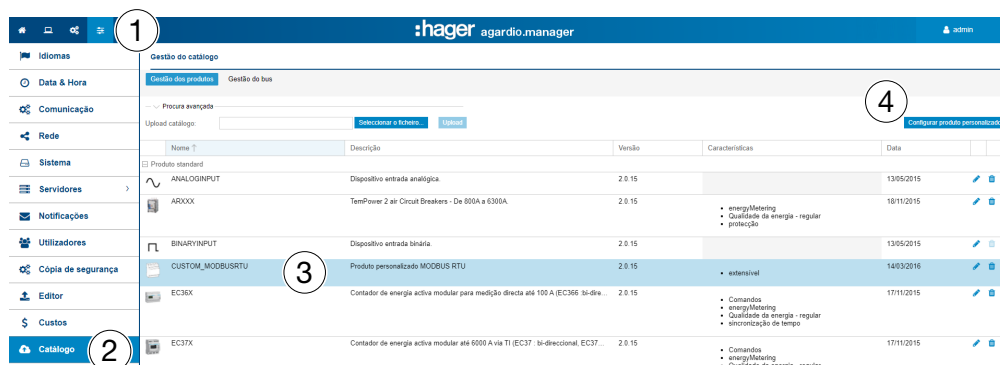 1
:hager agardio.manager
admin
Idiomas
Data & Hora
Comunicação
Rede
Sistema
Servidores
Notificações
Utilizadores
Cópia de segurança
Editor
Custos
Catálogo
2
Gestão do catálogo
Gestão dos produtos Gestão do bus
Procura avançada
4
Upload catálogo: Seleccionar o ficheiro... Upload Configurar produto personalizado
Nome ↑ Descrição Versão Características Data
Produto standard
ANALOGINPUT Dispositivo entrada analógica. 2.0.15 13/05/2015
ARXXX TemPower 2 air Circuit Breakers - De 800A a 6300A. 2.0.15 18/11/2015
• energyMetering
• Qualidade da energia - regular
• protecção
BINARYINPUT Dispositivo entrada binária. 2.0.15 13/05/2015
CUSTOM_MODBUSRTU 3 Produto personalizado MODBUS RTU 2.0.15 14/03/2016
• extensível
EC36X Contador de energia activa modular para medição directa até 100 A (EC366 :bi-dire... 2.0.15 17/11/2015
• Comandos
• energyMetering
• Qualidade da energia - regular
• sincronização de tempo
EC37X Contador de energia activa modular até 6000 A via TI (EC37 : bi-direccional, EC37... 2.0.15 17/11/2015
• Comandos
• energyMetering
• Qualidade da energia - regular